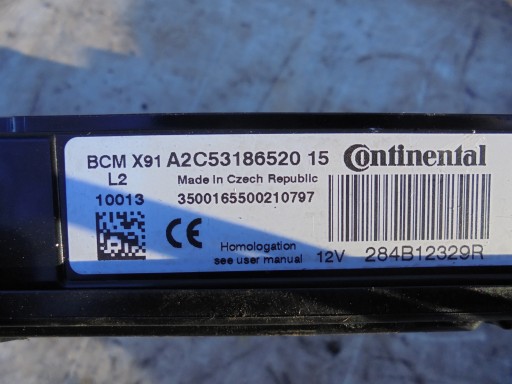 BCM X91 A2C53186520 15 Continental
L2 Made in Czech Republic
10013 3500165500210797
CE Homologation
see user manual 12V 284B12329R